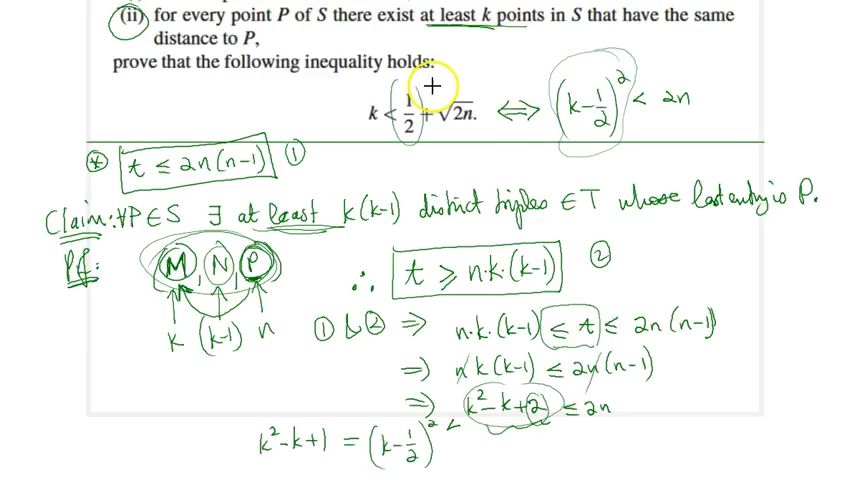 (ii) for every point P of S there exist at least k points in S that have the same
distance to P,
prove that the following inequality holds:
k < 1/2 + √2n. ⟺ (k - 1/2)² < 2n
⊛ t ≤ 2n(n-1) ①
Claim: ∀P∈S ∃ at least k(k-1) distinct triples ∈T whose last entry is P.
Pf: M, N, P ∴ t ≥ n·k·(k-1) ②
k (k-1) n ① & ② ⇒ n·k·(k-1) ≤ t ≤ 2n(n-1)
⇒ n k(k-1) ≤ 2n(n-1)
⇒ k²-k+2 ≤ 2n
k²-k+1 = (k-1/2)² <